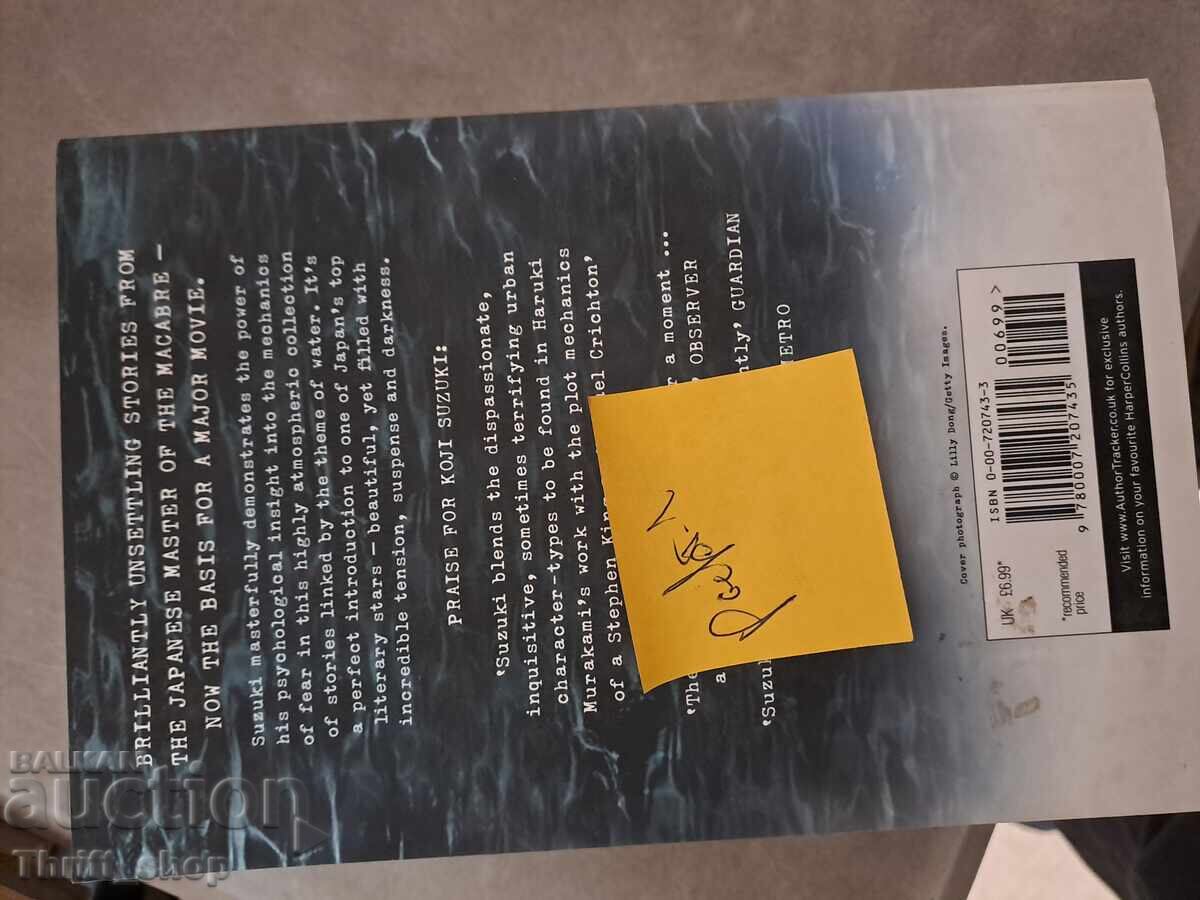 BRILLIANTLY UNSETTLING STORIES FROM
THE JAPANESE MASTER OF THE MACABRE –
NOW THE BASIS FOR A MAJOR MOVIE.
Suzuki masterfully demonstrates the power of
his psychological insight into the mechanics
of fear in this highly atmospheric collection
of stories linked by the theme of water. It's
a perfect introduction to one of Japan's top
literary stars – beautiful, yet filled with
incredible tension, suspense and darkness.
PRAISE FOR KOJI SUZUKI:
'Suzuki blends the dispassionate,
inquisitive, sometimes terrifying urban
character-types to be found in Haruki
Murakami's work with the plot mechanics
of a Stephen King Crichton'
'The a moment ...
a OBSERVER
GUARDIAN
METRO
Cover photograph © Lilly Dong/Getty Images.
ISBN 0-00-720743-3
00699>
9 780007 207435
UK £6.99*
*recommended
price
Visit www.AuthorTracker.co.uk for exclusive
information on your favourite HarperCollins authors.
BALKAN
auction
Thrift shop